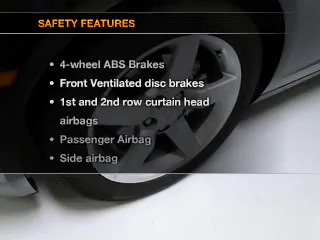 SAFETY FEATURES
• 4-wheel ABS Brakes
• Front Ventilated disc brakes
• 1st and 2nd row curtain head
airbags
• Passenger Airbag
• Side airbag